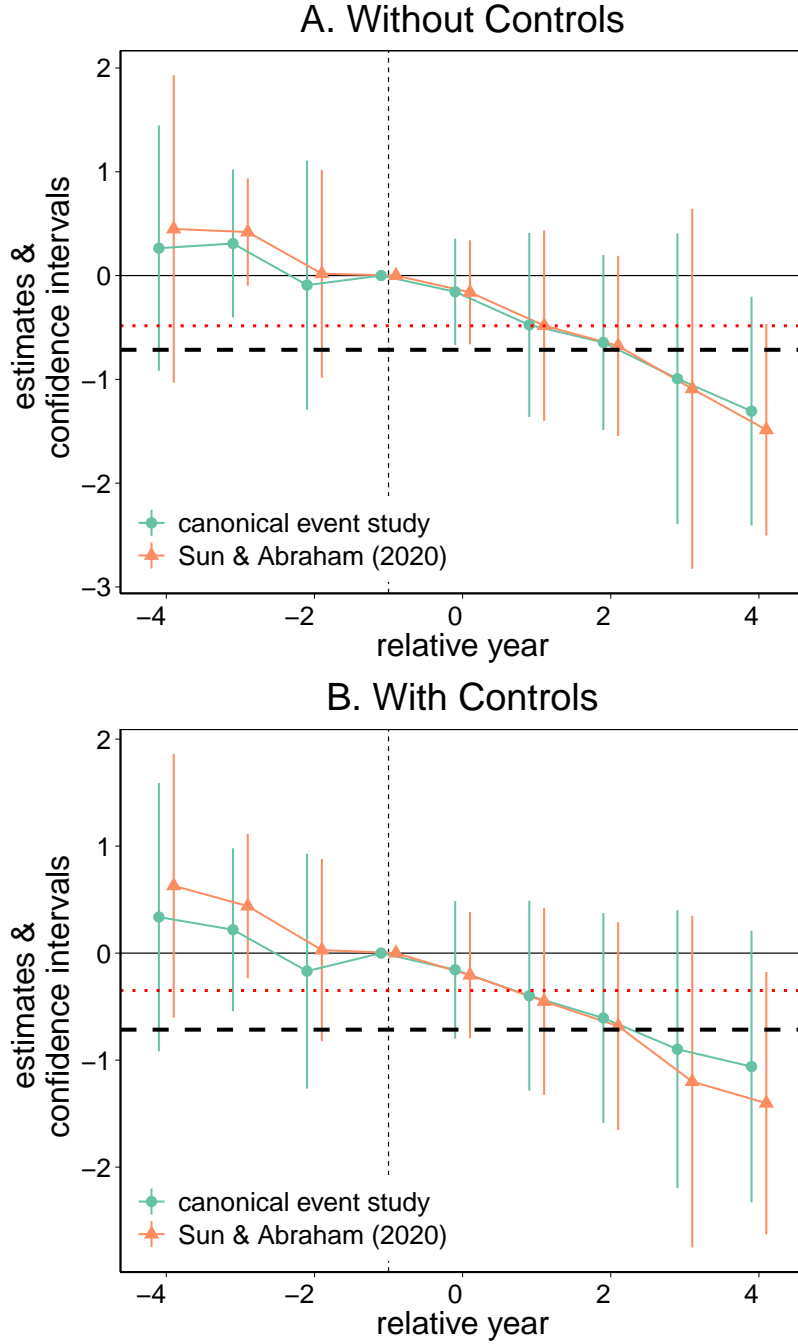 A. Without Controls
2
1
0
−1
−2
−3
estimates &
confidence intervals
canonical event study
Sun & Abraham (2020)
−4 −2 0 2 4
relative year
B. With Controls
2
1
0
−1
−2
estimates &
confidence intervals
canonical event study
Sun & Abraham (2020)
−4 −2 0 2 4
relative year